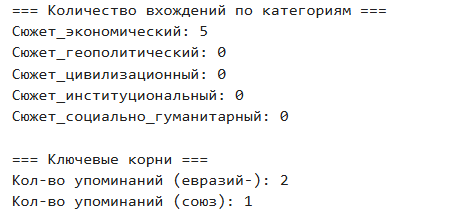 === Количество вхождений по категориям ===
Сюжет_экономический: 5
Сюжет_геополитический: 0
Сюжет_цивилизационный: 0
Сюжет_институциональный: 0
Сюжет_социально_гуманитарный: 0
=== Ключевые корни ===
Кол-во упоминаний (евразий-): 2
Кол-во упоминаний (союз): 1